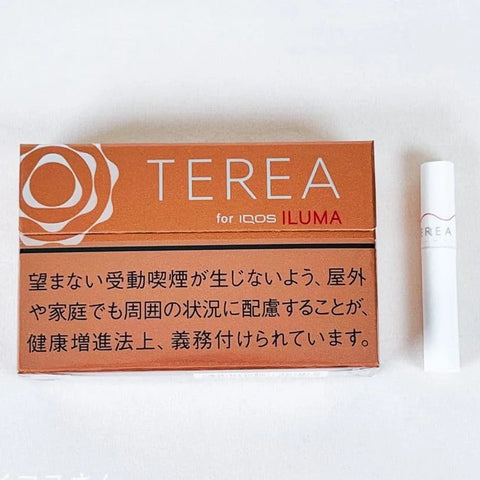 TEREA
for IQOS ILUMA
望まない受動喫煙が生じないよう、屋外
や家庭でも周囲の状況に配慮することが、
健康増進法上、義務付けられています。
TEREA